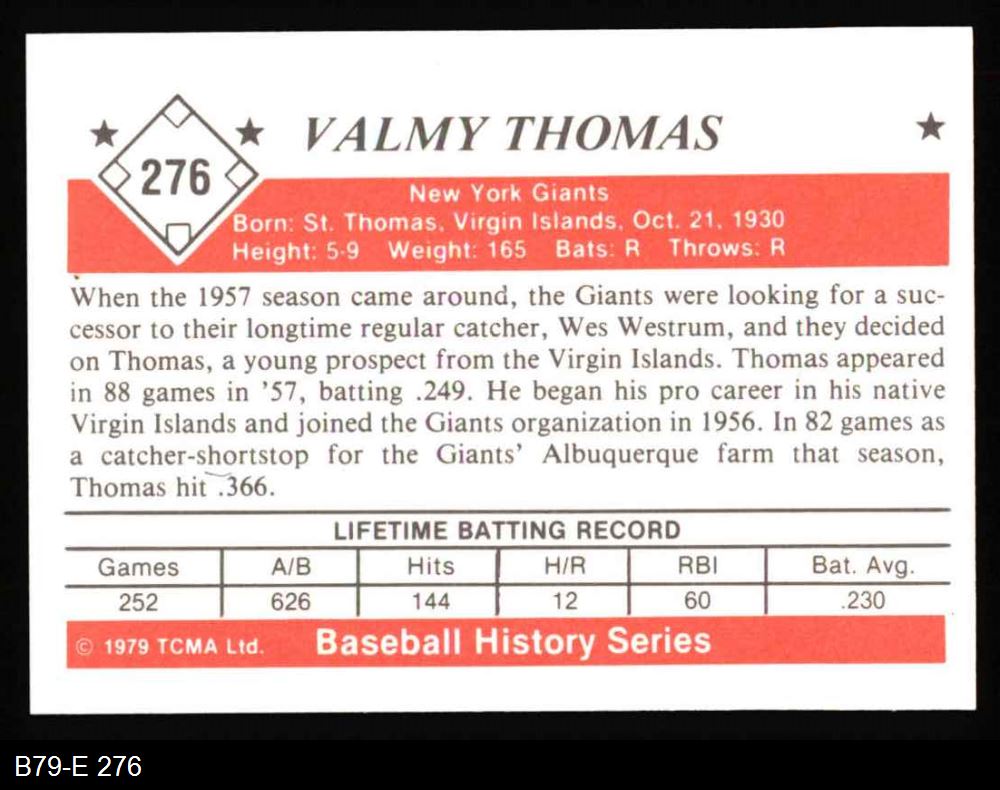 276
VALMY THOMAS
New York Giants
Born: St. Thomas, Virgin Islands, Oct. 21, 1930
Height: 5-9 Weight: 165 Bats: R Throws: R
When the 1957 season came around, the Giants were looking for a suc-
cessor to their longtime regular catcher, Wes Westrum, and they decided
on Thomas, a young prospect from the Virgin Islands. Thomas appeared
in 88 games in ’57, batting .249. He began his pro career in his native
Virgin Islands and joined the Giants organization in 1956. In 82 games as
a catcher-shortstop for the Giants’ Albuquerque farm that season,
Thomas hit .366.
LIFETIME BATTING RECORD
Games A/B Hits H/R RBI Bat. Avg.
252 626 144 12 60 .230
© 1979 TCMA Ltd. Baseball History Series
B79-E 276